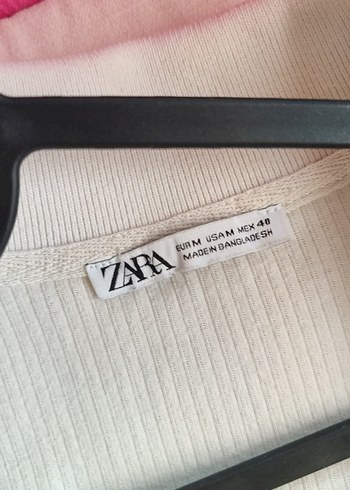 ZARA
EUR M USA M MEX 40
MADE IN BANGLADESH